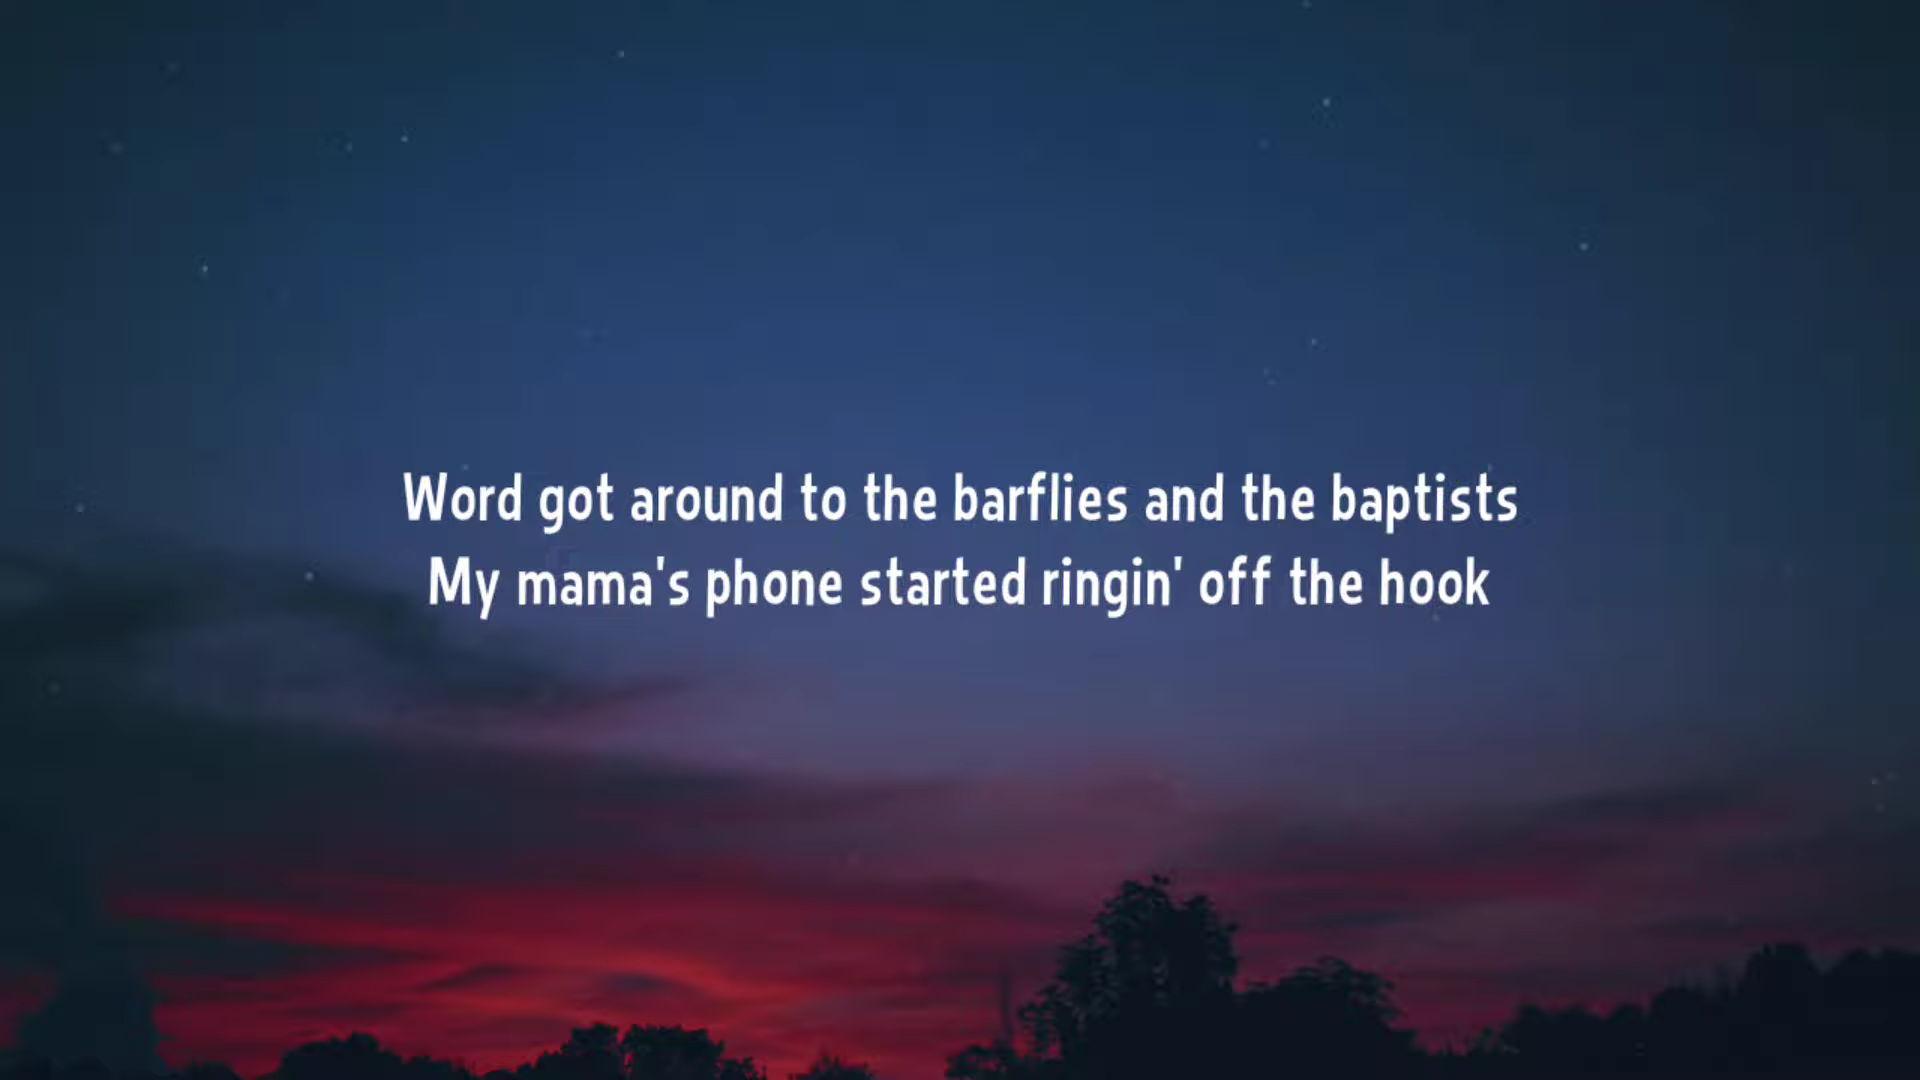 Word got around to the barflies and the baptists
My mama's phone started ringin' off the hook